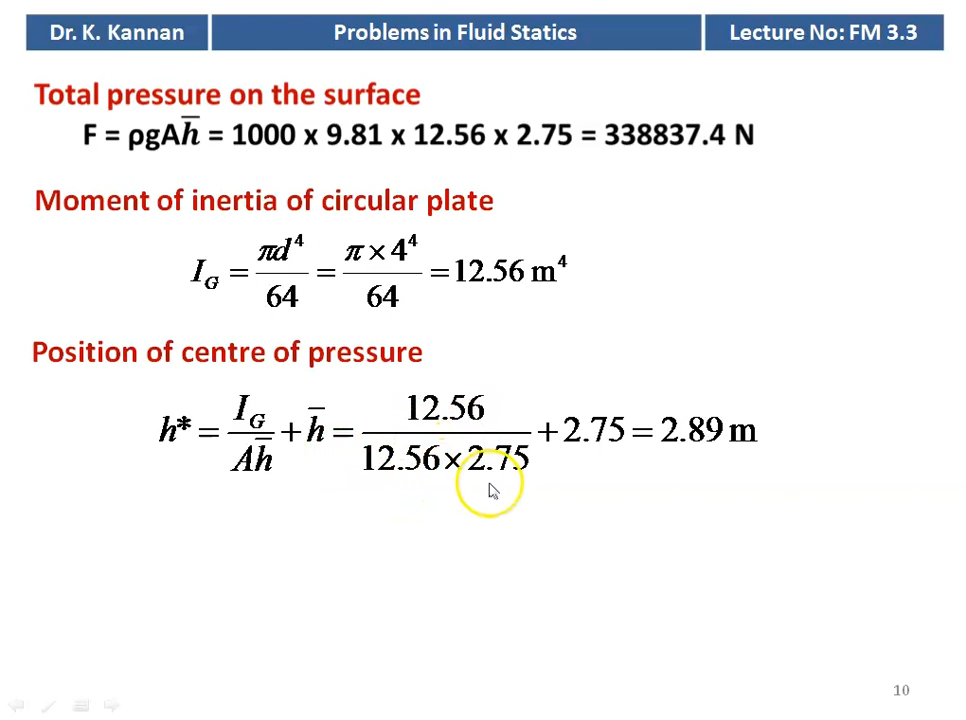 Dr. K. Kannan
Problems in Fluid Statics
Lecture No: FM 3.3
Total pressure on the surface
F = ρgAh̅ = 1000 x 9.81 x 12.56 x 2.75 = 338837.4 N
Moment of inertia of circular plate
I_G = πd⁴/64 = π × 4⁴/64 = 12.56 m⁴
Position of centre of pressure
h* = I_G/Ah̅ + h̅ = 12.56/12.56×2.75 + 2.75 = 2.89 m
10